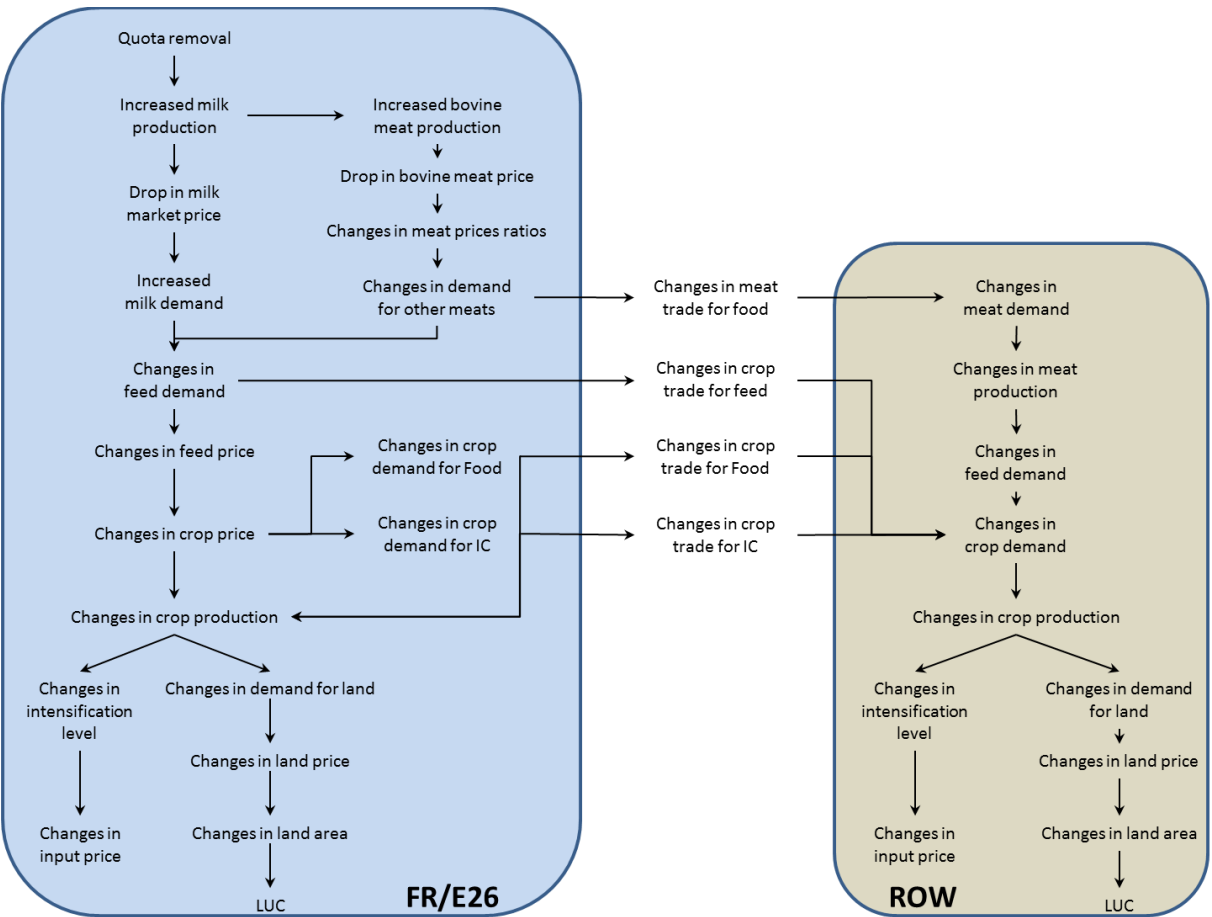 Quota removal
Increased milk
production
Increased bovine
meat production
Drop in milk
market price
Drop in bovine meat price
Changes in meat prices ratios
Increased
milk demand
Changes in demand
for other meats
Changes in meat
trade for food
Changes in
meat demand
Changes in
feed demand
Changes in crop
trade for feed
Changes in meat
production
Changes in feed price
Changes in crop
demand for Food
Changes in crop
trade for Food
Changes in
feed demand
Changes in crop price
Changes in crop
demand for IC
Changes in crop
trade for IC
Changes in
crop demand
Changes in crop production
Changes in crop production
Changes in
intensification
level
Changes in demand for land
Changes in
intensification
level
Changes in demand
for land
Changes in land price
Changes in land price
Changes in
input price
Changes in land area
Changes in
input price
Changes in land area
LUC
FR/E26
ROW
LUC